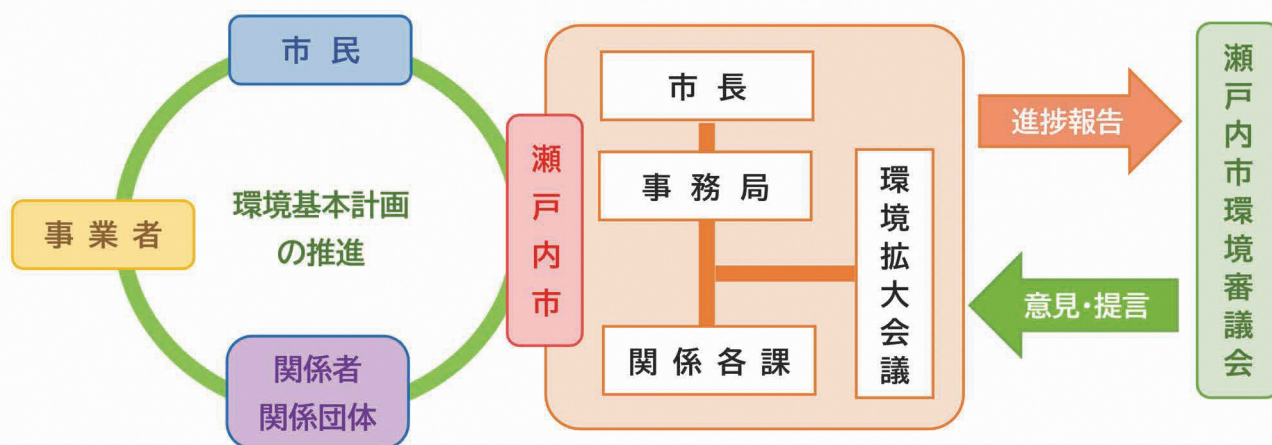 市民
事業者
環境基本計画
の推進
関係者
関係団体
瀬戸内市
市長
事務局
関係各課
環境拡大会議
進捗報告
意見・提言
瀬戸内市環境審議会